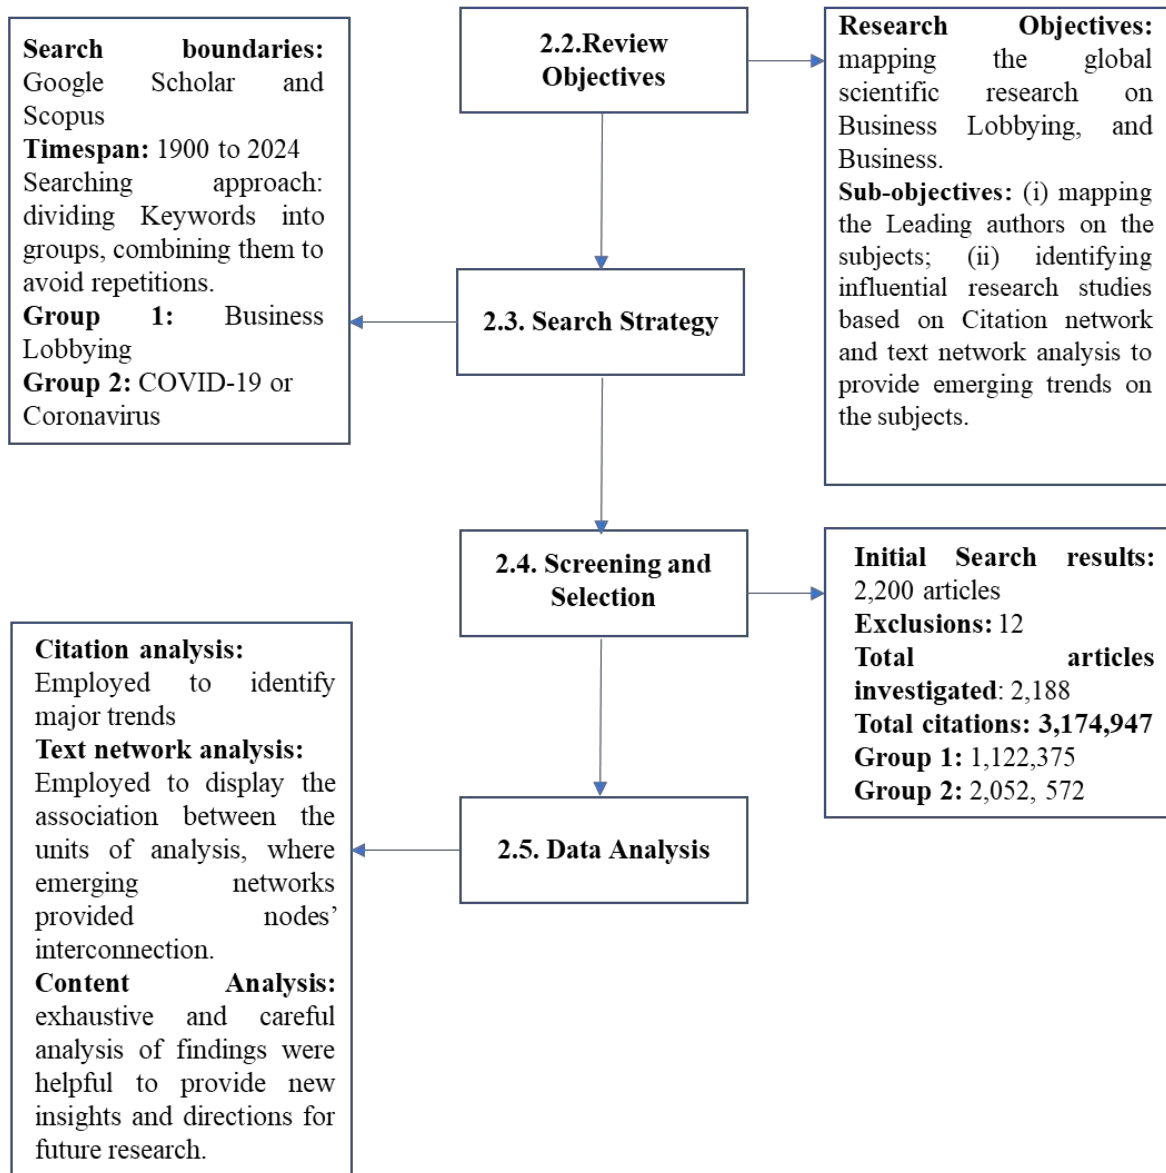 2.2.Review
Objectives
Research Objectives:
mapping the global
scientific research on
Business Lobbying, and
Business.
Sub-objectives: (i) mapping
the Leading authors on the
subjects; (ii) identifying
influential research studies
based on Citation network
and text network analysis to
provide emerging trends on
the subjects.
Search boundaries:
Google Scholar and
Scopus
Timespan: 1900 to 2024
Searching approach:
dividing Keywords into
groups, combining them to
avoid repetitions.
Group 1: Business
Lobbying
Group 2: COVID-19 or
Coronavirus
2.3. Search Strategy
2.4. Screening and
Selection
Initial Search results:
2,200 articles
Exclusions: 12
Total articles
investigated: 2,188
Total citations: 3,174,947
Group 1: 1,122,375
Group 2: 2,052, 572
Citation analysis:
Employed to identify
major trends
Text network analysis:
Employed to display the
association between the
units of analysis, where
emerging networks
provided nodes’
interconnection.
Content Analysis:
exhaustive and careful
analysis of findings were
helpful to provide new
insights and directions for
future research.
2.5. Data Analysis